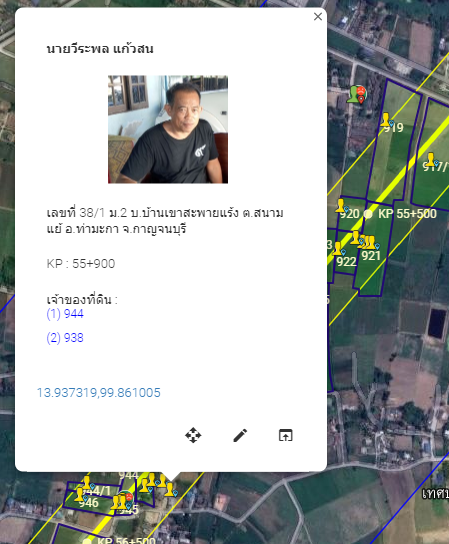 นายวีระพล แก้วสน
เลขที่ 38/1 ม.2 บ.บ้านเขาสะพายแร้ง ต.สนาม
แย้ อ.ท่ามะกา จ.กาญจนบุรี
KP : 55+900
เจ้าของที่ดิน :
(1) 944
(2) 938
13.937319,99.861005
919
917/
920
KP 55+500
921
922
944
944/1
946
945
KP 56+500
เทศบ